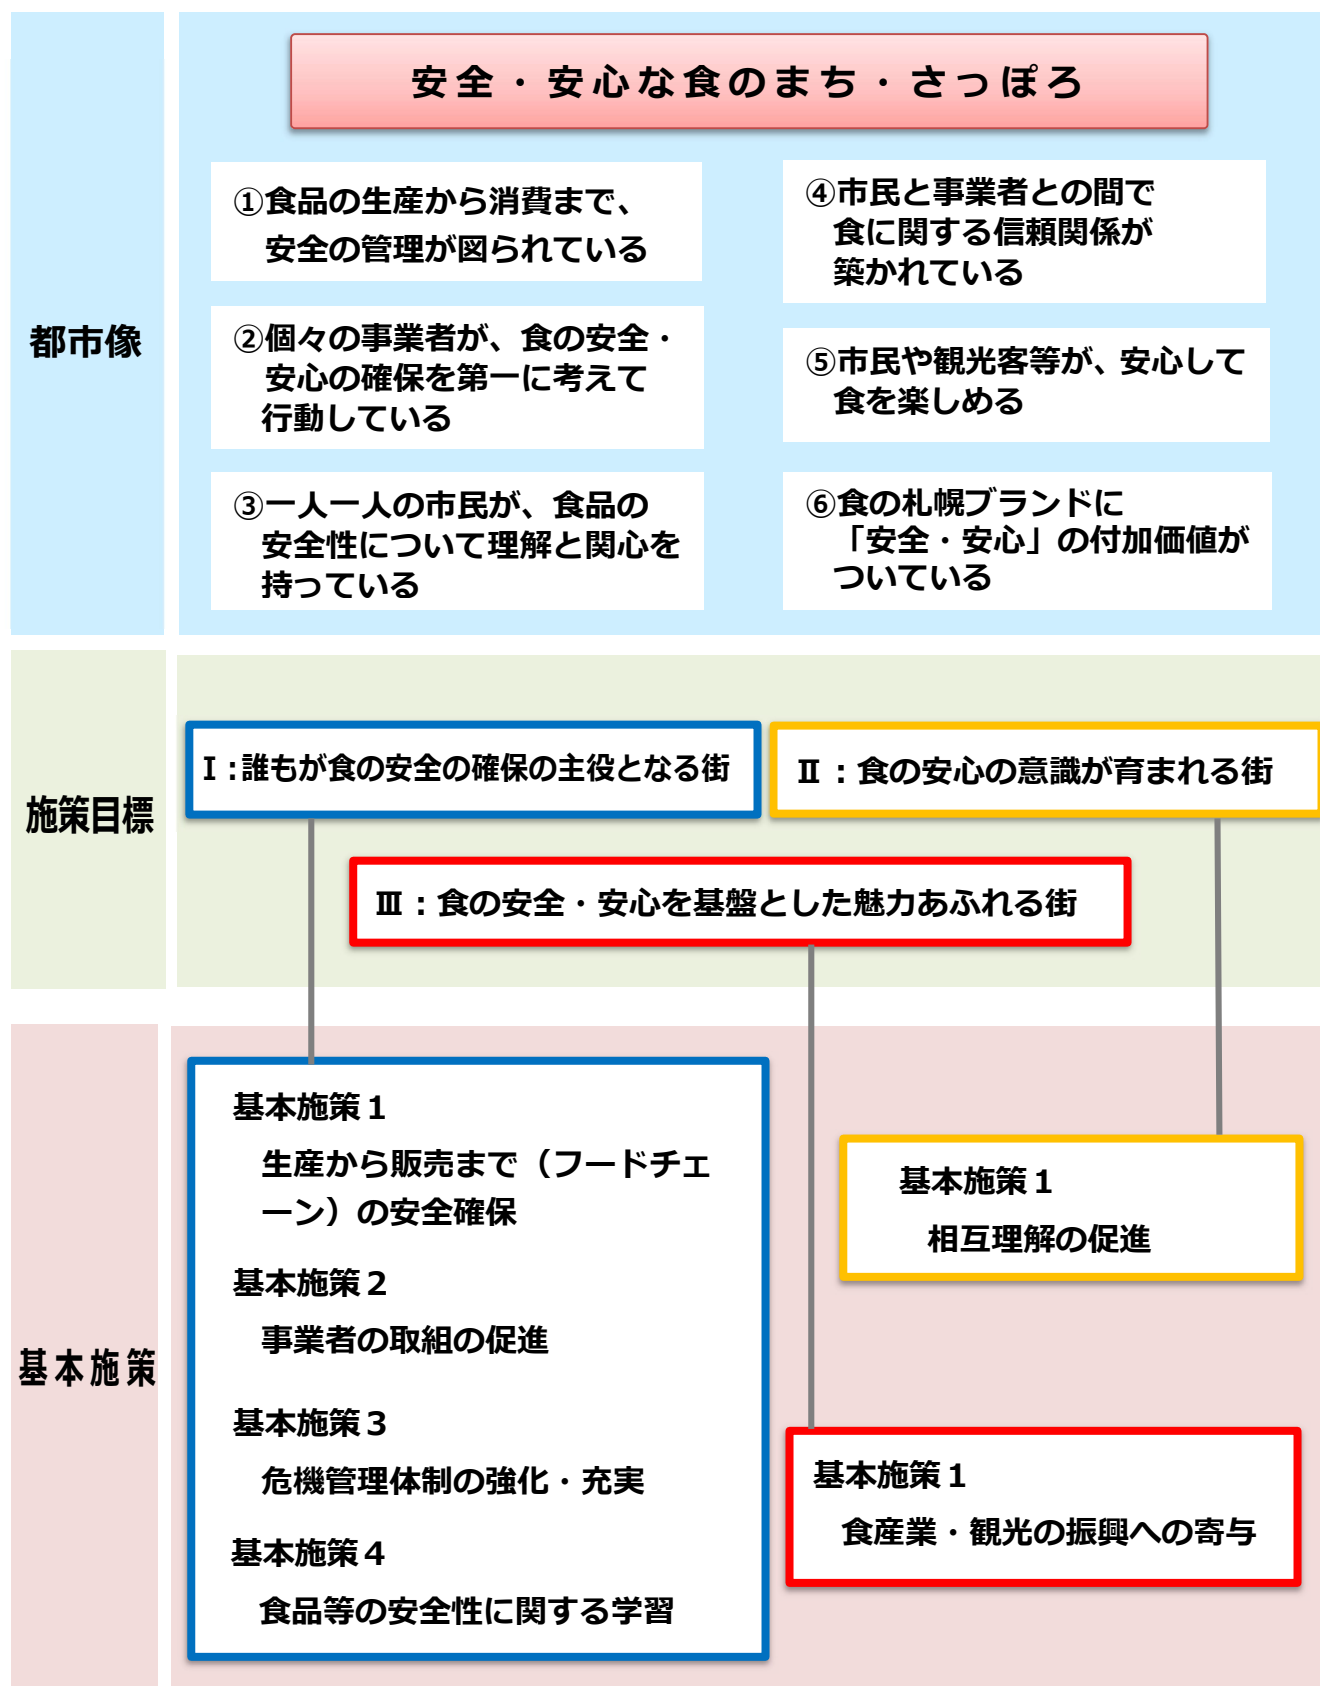 安全・安心な食のまち・さっぽろ
都市像
①食品の生産から消費まで、
安全の管理が図られている
②個々の事業者が、食の安全・
安心の確保を第一に考えて
行動している
③一人一人の市民が、食品の
安全性について理解と関心を
持っている
④市民と事業者との間で
食に関する信頼関係が
築かれている
⑤市民や観光客等が、安心して
食を楽しめる
⑥食の札幌ブランドに
「安全・安心」の付加価値が
ついている
施策目標
Ⅰ：誰もが食の安全の確保の主役となる街
Ⅱ：食の安心の意識が育まれる街
Ⅲ：食の安全・安心を基盤とした魅力あふれる街
基本施策
基本施策１
生産から販売まで（フードチェ
ーン）の安全確保
基本施策２
事業者の取組の促進
基本施策３
危機管理体制の強化・充実
基本施策４
食品等の安全性に関する学習
基本施策１
相互理解の促進
基本施策１
食産業・観光の振興への寄与